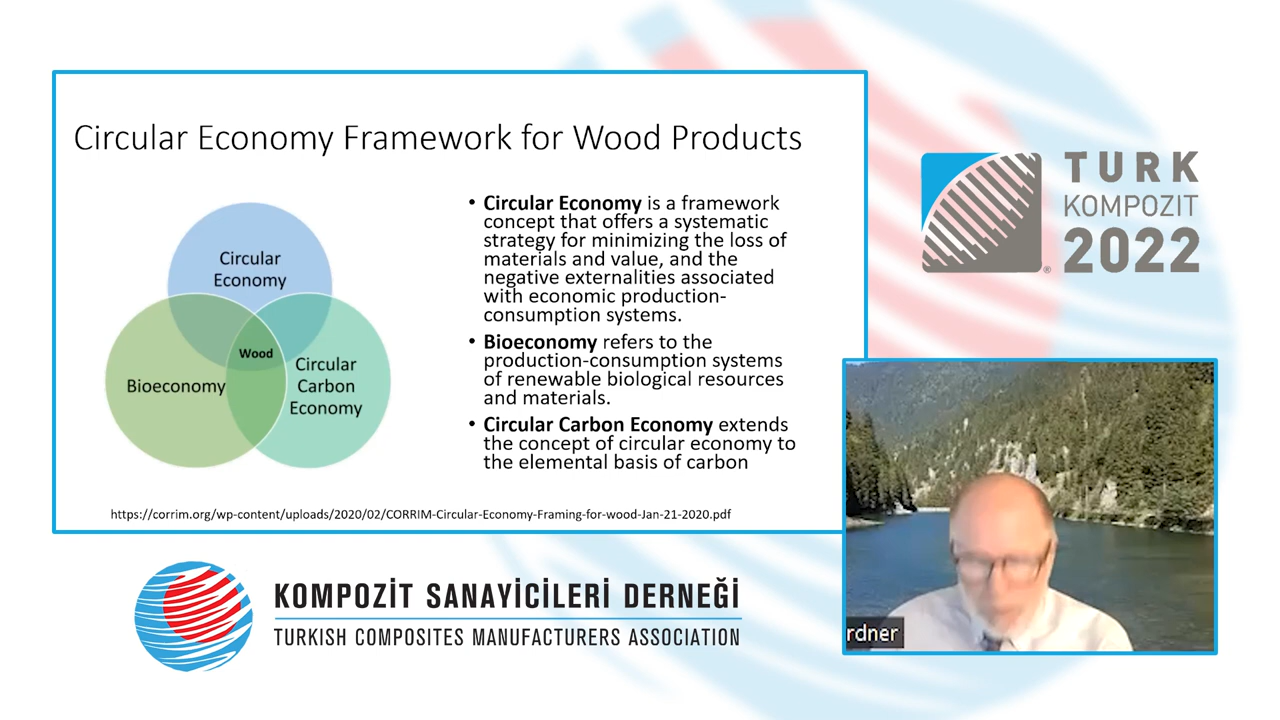 Circular Economy Framework for Wood Products
Circular
Economy
Wood
Bioeconomy
Circular
Carbon
Economy
• Circular Economy is a framework
concept that offers a systematic
strategy for minimizing the loss of
materials and value, and the
negative externalities associated
with economic production-
consumption systems.
• Bioeconomy refers to the
production-consumption systems
of renewable biological resources
and materials.
• Circular Carbon Economy extends
the concept of circular economy to
the elemental basis of carbon
https://corrim.org/wp-content/uploads/2020/02/CORRIM-Circular-Economy-Framing-for-wood-Jan-21-2020.pdf
TURK
KOMPOZIT
2022
®
rdner
KOMPOZİT SANAYİCİLERİ DERNEĞİ
TURKISH COMPOSITES MANUFACTURERS ASSOCIATION